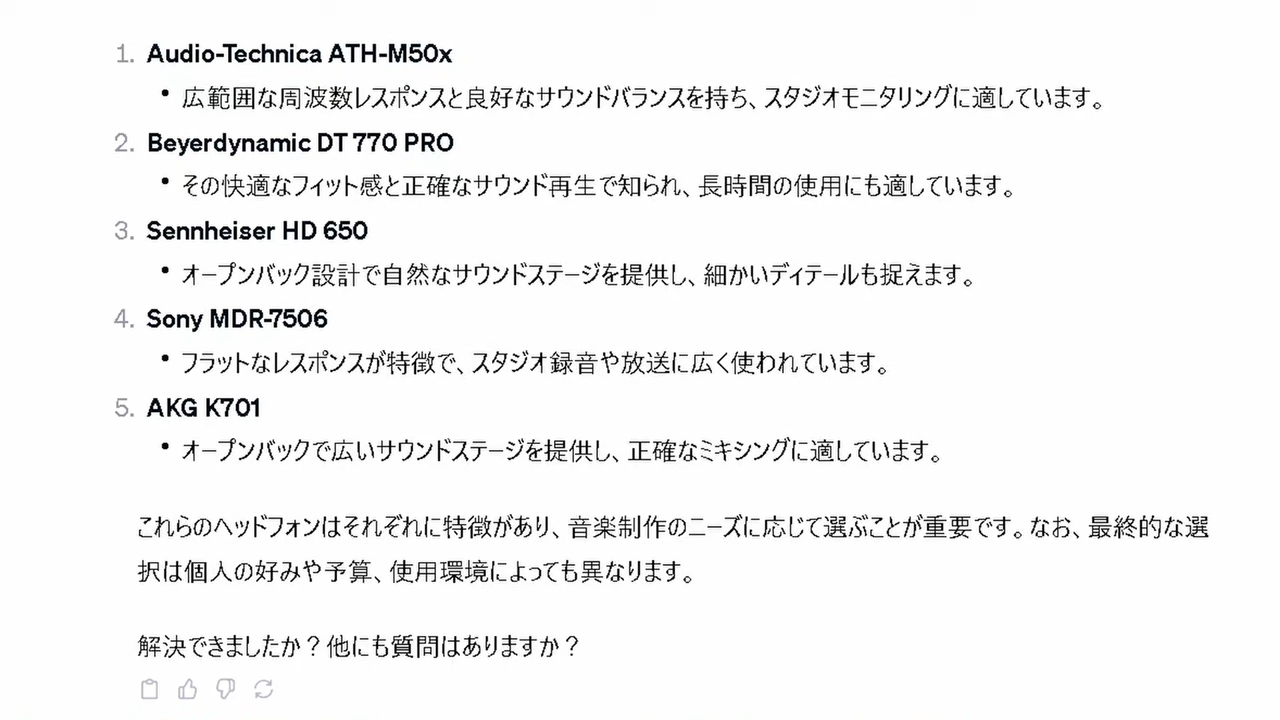 1. Audio-Technica ATH-M50x
• 広範囲な周波数レスポンスと良好なサウンドバランスを持ち、スタジオモニタリングに適しています。
2. Beyerdynamic DT 770 PRO
• その快適なフィット感と正確なサウンド再生で知られ、長時間の使用にも適しています。
3. Sennheiser HD 650
• オープンバック設計で自然なサウンドステージを提供し、細かいディテールも捉えます。
4. Sony MDR-7506
• フラットなレスポンスが特徴で、スタジオ録音や放送に広く使われています。
5. AKG K701
• オープンバックで広いサウンドステージを提供し、正確なミキシングに適しています。
これらのヘッドフォンはそれぞれに特徴があり、音楽制作のニーズに応じて選ぶことが重要です。なお、最終的な選
択は個人の好みや予算、使用環境によっても異なります。
解決できましたか？他にも質問はありますか？